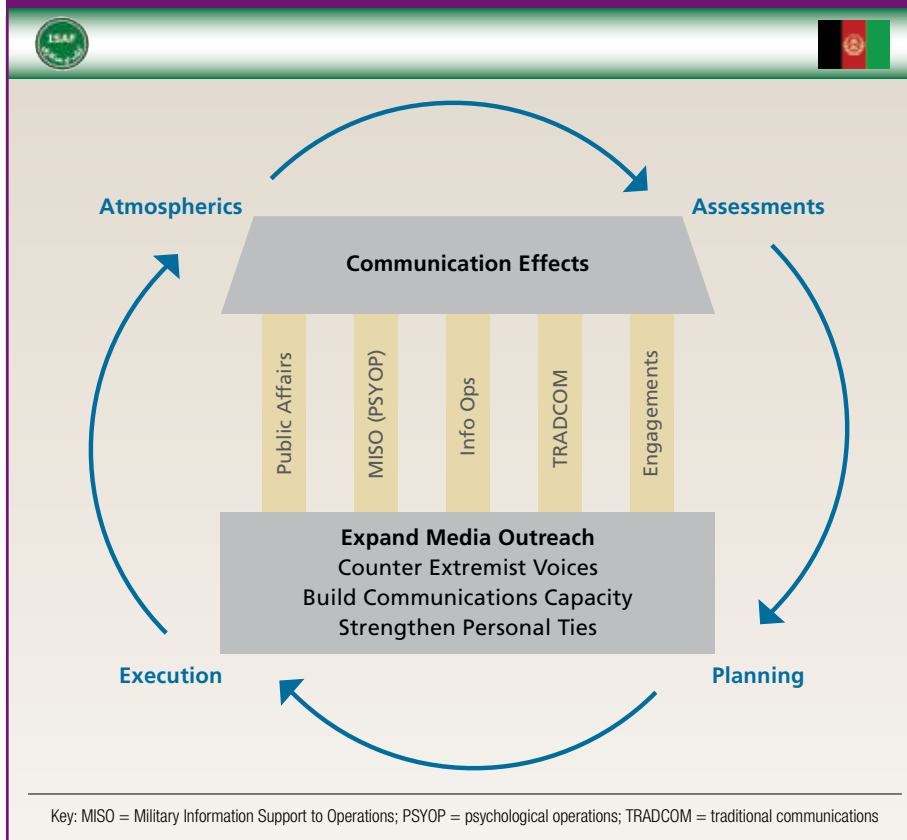 ISAF
Atmospherics
Assessments
Communication Effects
Public Affairs
MISO (PSYOP)
Info Ops
TRADCOM
Engagements
Expand Media Outreach
Counter Extremist Voices
Build Communications Capacity
Strengthen Personal Ties
Execution
Planning
Key: MISO = Military Information Support to Operations; PSYOP = psychological operations; TRADCOM = traditional communications